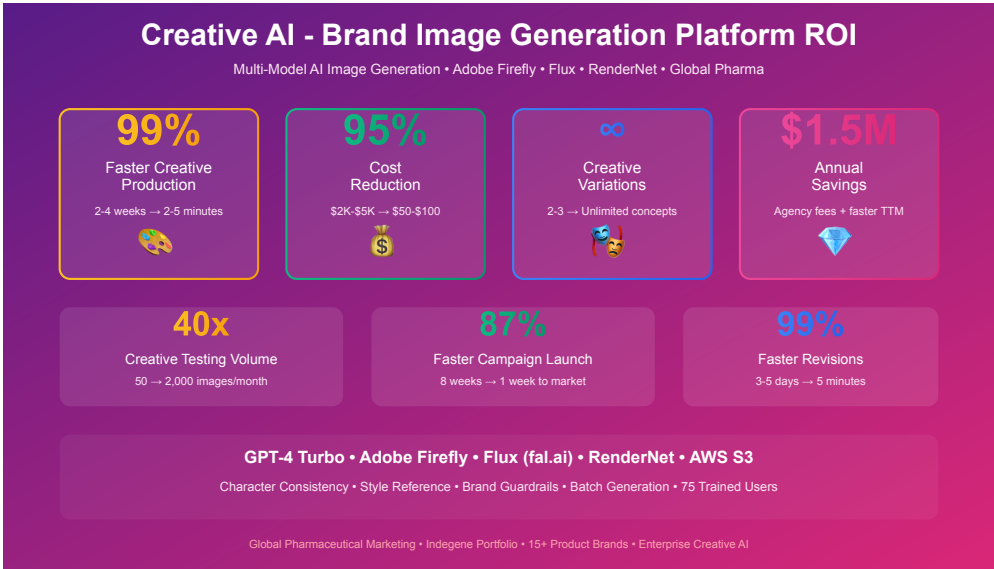 Creative AI - Brand Image Generation Platform ROI
Multi-Model AI Image Generation • Adobe Firefly • Flux • RenderNet • Global Pharma
99%
Faster Creative
Production
2-4 weeks → 2-5 minutes
95%
Cost
Reduction
$2K-$5K → $50-$100
∞
Creative
Variations
2-3 → Unlimited concepts
$1.5M
Annual
Savings
Agency fees + faster TTM
40x
Creative Testing Volume
50 → 2,000 images/month
87%
Faster Campaign Launch
8 weeks → 1 week to market
99%
Faster Revisions
3-5 days → 5 minutes
GPT-4 Turbo • Adobe Firefly • Flux (fal.ai) • RenderNet • AWS S3
Character Consistency • Style Reference • Brand Guardrails • Batch Generation • 75 Trained Users
Global Pharmaceutical Marketing • Indegene Portfolio • 15+ Product Brands • Enterprise Creative AI